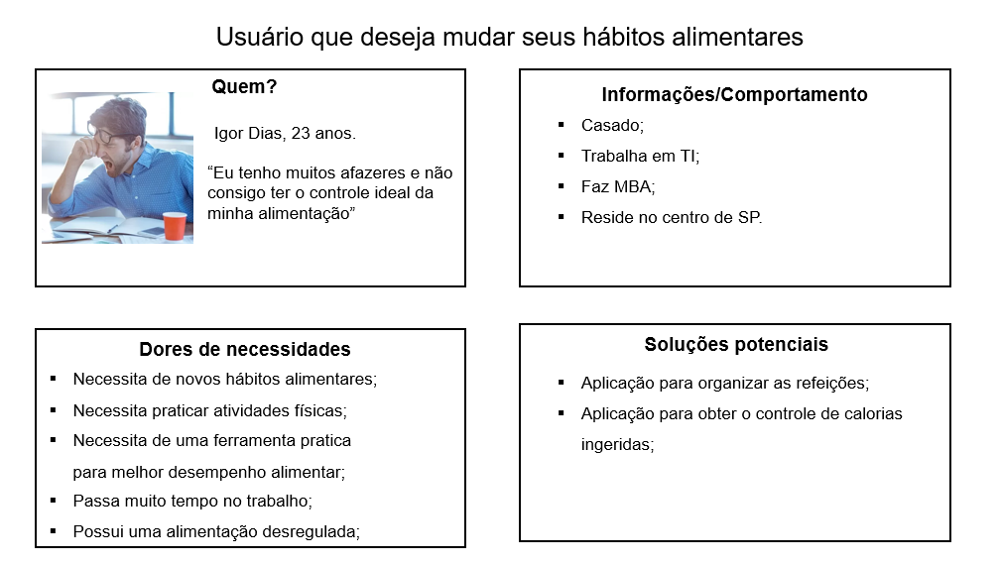 Usuário que deseja mudar seus hábitos alimentares
Quem?
Igor Dias, 23 anos.
“Eu tenho muitos afazeres e não
consigo ter o controle ideal da
minha alimentação”
Informações/Comportamento
▪ Casado;
▪ Trabalha em TI;
▪ Faz MBA;
▪ Reside no centro de SP.
Dores de necessidades
▪ Necessita de novos hábitos alimentares;
▪ Necessita praticar atividades físicas;
▪ Necessita de uma ferramenta pratica
para melhor desempenho alimentar;
▪ Passa muito tempo no trabalho;
▪ Possui uma alimentação desregulada;
Soluções potenciais
▪ Aplicação para organizar as refeições;
▪ Aplicação para obter o controle de calorias
ingeridas;